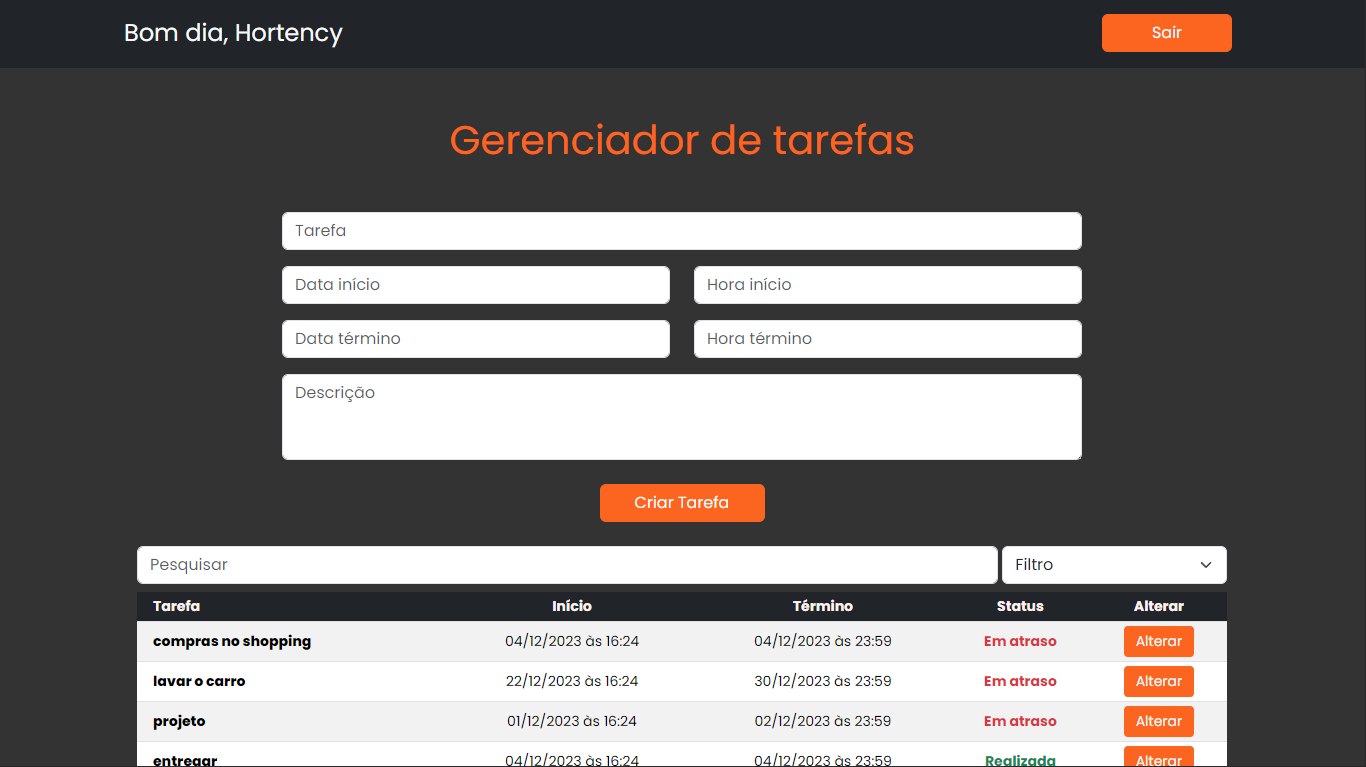 Bom dia, Hortency Sair
Gerenciador de tarefas
Tarefa
Data início Hora início
Data término Hora término
Descrição
Criar Tarefa
Pesquisar Filtro
Tarefa Início Término Status Alterar
compras no shopping 04/12/2023 às 16:24 04/12/2023 às 23:59 Em atraso Alterar
lavar o carro 22/12/2023 às 16:24 30/12/2023 às 23:59 Em atraso Alterar
projeto 01/12/2023 às 16:24 02/12/2023 às 23:59 Em atraso Alterar
entregar 04/12/2023 às 16:24 04/12/2023 às 23:59 Realizada Alterar